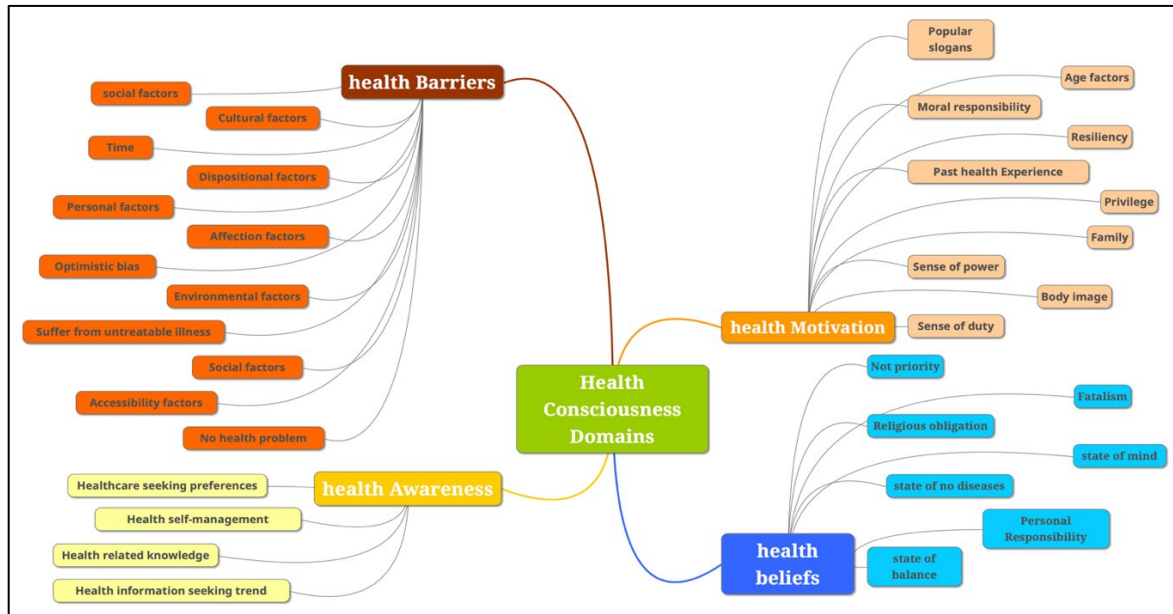 health Barriers
social factors
Cultural factors
Time
Dispositional factors
Personal factors
Affection factors
Optimistic bias
Environmental factors
Suffer from untreatable illness
Social factors
Accessibility factors
No health problem
health Awareness
Healthcare seeking preferences
Health self-management
Health related knowledge
Health information seeking trend
Health
Consciousness
Domains
health Motivation
Popular
slogans
Age factors
Moral responsibility
Resiliency
Past health Experience
Privilege
Family
Sense of power
Body image
Sense of duty
health
beliefs
Not priority
Fatalism
Religious obligation
state of mind
state of no diseases
Personal
Responsibility
state of
balance